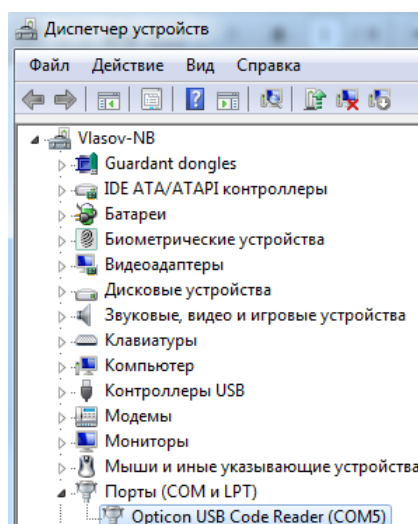 Диспетчер устройств
Файл Действие Вид Справка
Vlasov-NB
Guardant dongles
IDE ATA/ATAPI контроллеры
Батареи
Биометрические устройства
Видеоадаптеры
Дисковые устройства
Звуковые, видео и игровые устройства
Клавиатуры
Компьютер
Контроллеры USB
Модемы
Мониторы
Мыши и иные указывающие устройства
Порты (COM и LPT)
Opticon USB Code Reader (COM5)